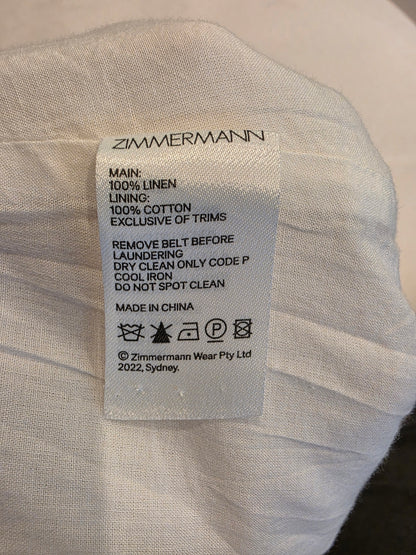 ZIMMERMANN
MAIN:
100% LINEN
LINING:
100% COTTON
EXCLUSIVE OF TRIMS
REMOVE BELT BEFORE
LAUNDERING
DRY CLEAN ONLY CODE P
COOL IRON
DO NOT SPOT CLEAN
MADE IN CHINA
P
© Zimmermann Wear Pty Ltd
2022, Sydney.